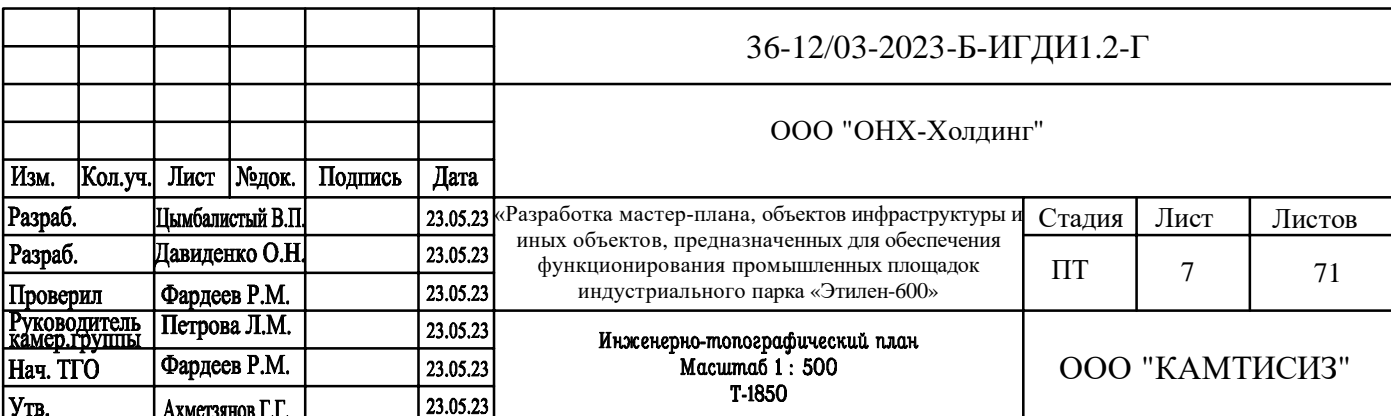 36-12/03-2023-Б-ИГДИ1.2-Г
ООО "ОНХ-Холдинг"
Изм. Кол.уч. Лист №док. Подпись Дата
Разраб. Цымбалистый В.П. 23.05.23
Разраб. Давиденко О.Н. 23.05.23
Проверил Фардеев Р.М. 23.05.23
Руководитель
камер.группы Петрова Л.М. 23.05.23
Нач. ТГО Фардеев Р.М. 23.05.23
Утв. Ахметзянов Г.Г. 23.05.23
«Разработка мастер-плана, объектов инфраструктуры и
иных объектов, предназначенных для обеспечения
функционирования промышленных площадок
индустриального парка «Этилен-600»
Стадия Лист Листов
ПТ 7 71
Инженерно-топографический план
Масштаб 1 : 500
Т-1850
ООО "КАМТИСИЗ"